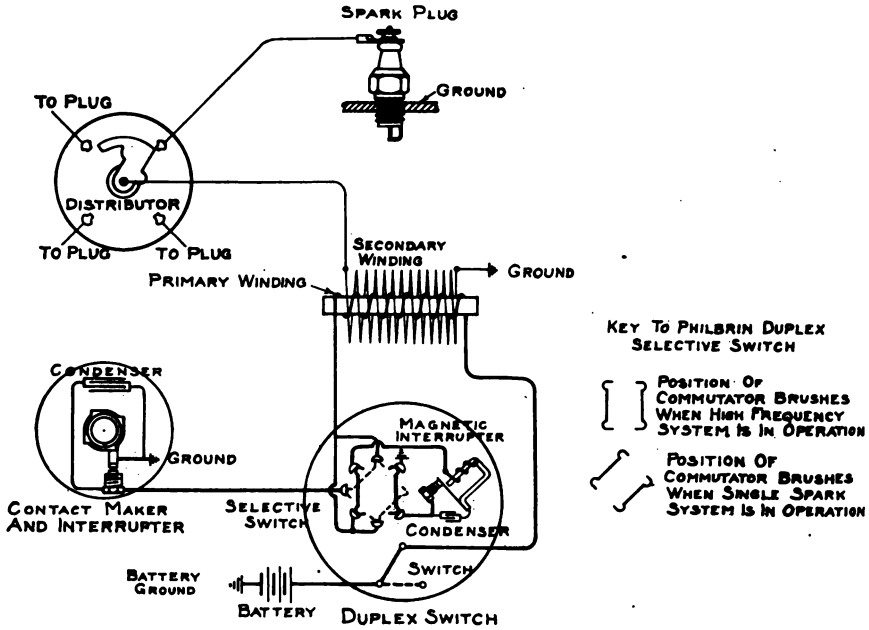 SPARK PLUG
GROUND
TO PLUG
DISTRIBUTOR
TO PLUG
TO PLUG
SECONDARY
WINDING
PRIMARY WINDING
GROUND
KEY TO PHILBRIN DUPLEX
SELECTIVE SWITCH
POSITION OF
COMMUTATOR BRUSHES
WHEN HIGH FREQUENCY
SYSTEM IS IN OPERATION
POSITION OF
COMMUTATOR BRUSHES
WHEN SINGLE SPARK
SYSTEM IS IN OPERATION
CONDENSER
GROUND
CONTACT MAKER
AND INTERRUPTER
MAGNETIC
INTERRUPTER
SELECTIVE
SWITCH
CONDENSER
SWITCH
BATTERY
GROUND
BATTERY
DUPLEX SWITCH